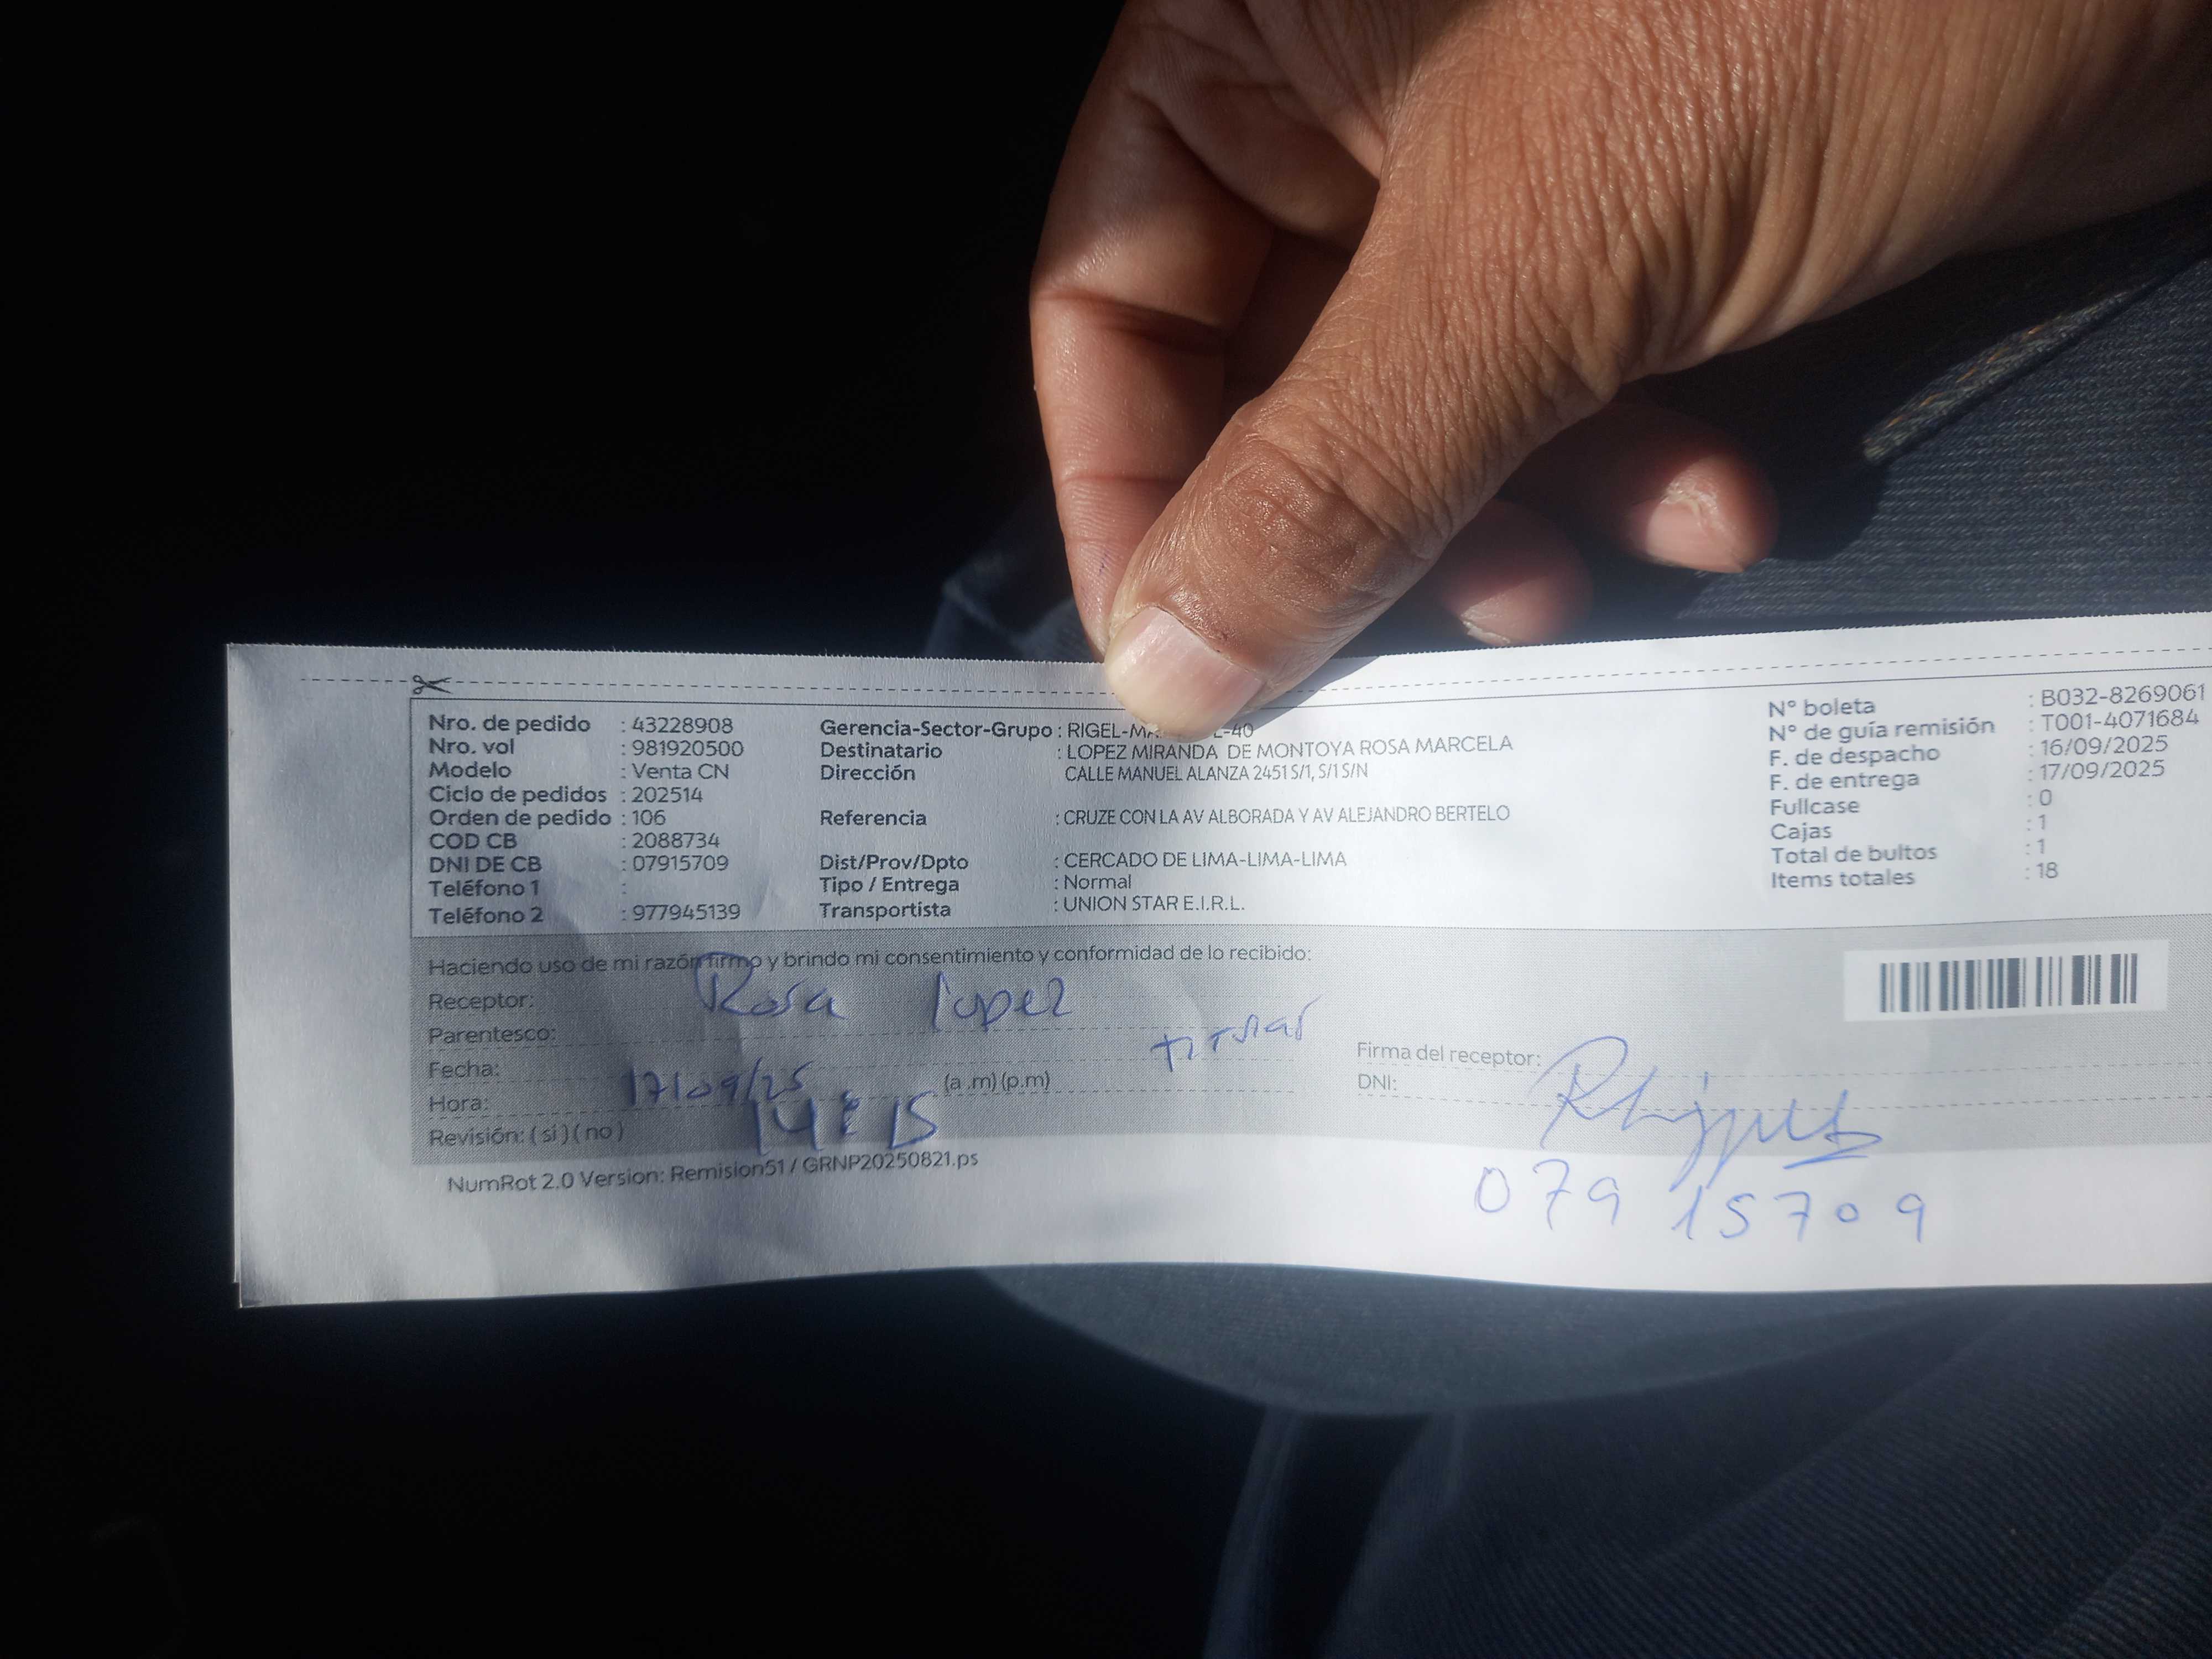 Nro. de pedido : 43228908
Nro. vol : 981920500
Modelo : Venta CN
Ciclo de pedidos : 202514
Orden de pedido : 106
COD CB : 2088734
DNI DE CB : 07915709
Teléfono 1 :
Teléfono 2 : 977945139
Gerencia-Sector-Grupo : RIGEL-MA L-40
Destinatario : LOPEZ MIRANDA DE MONTOYA ROSA MARCELA
Dirección CALLE MANUEL ALANZA 2451 S/1, S/1 S/N
Referencia : CRUZE CON LA AV ALBORADA Y AV ALEJANDRO BERTELO
Dist/Prov/Dpto : CERCADO DE LIMA-LIMA-LIMA
Tipo / Entrega : Normal
Transportista : UNION STAR E.I.R.L.
N° boleta : B032-8269061
N° de guía remisión : T001-4071684
F. de despacho : 16/09/2025
F. de entrega : 17/09/2025
Fullcase : 0
Cajas : 1
Total de bultos : 1
Items totales : 18
Haciendo uso de mi razón firmo y brindo mi consentimiento y conformidad de lo recibido:
Receptor: Rosa lopez
Parentesco: titular
Fecha: 17/09/25
Hora: 14:15 (a .m) (p.m)
Revisión: ( si ) ( no )
Firma del receptor:
DNI: 07915709
NumRot 2.0 Version: Remision51 / GRNP20250821.ps